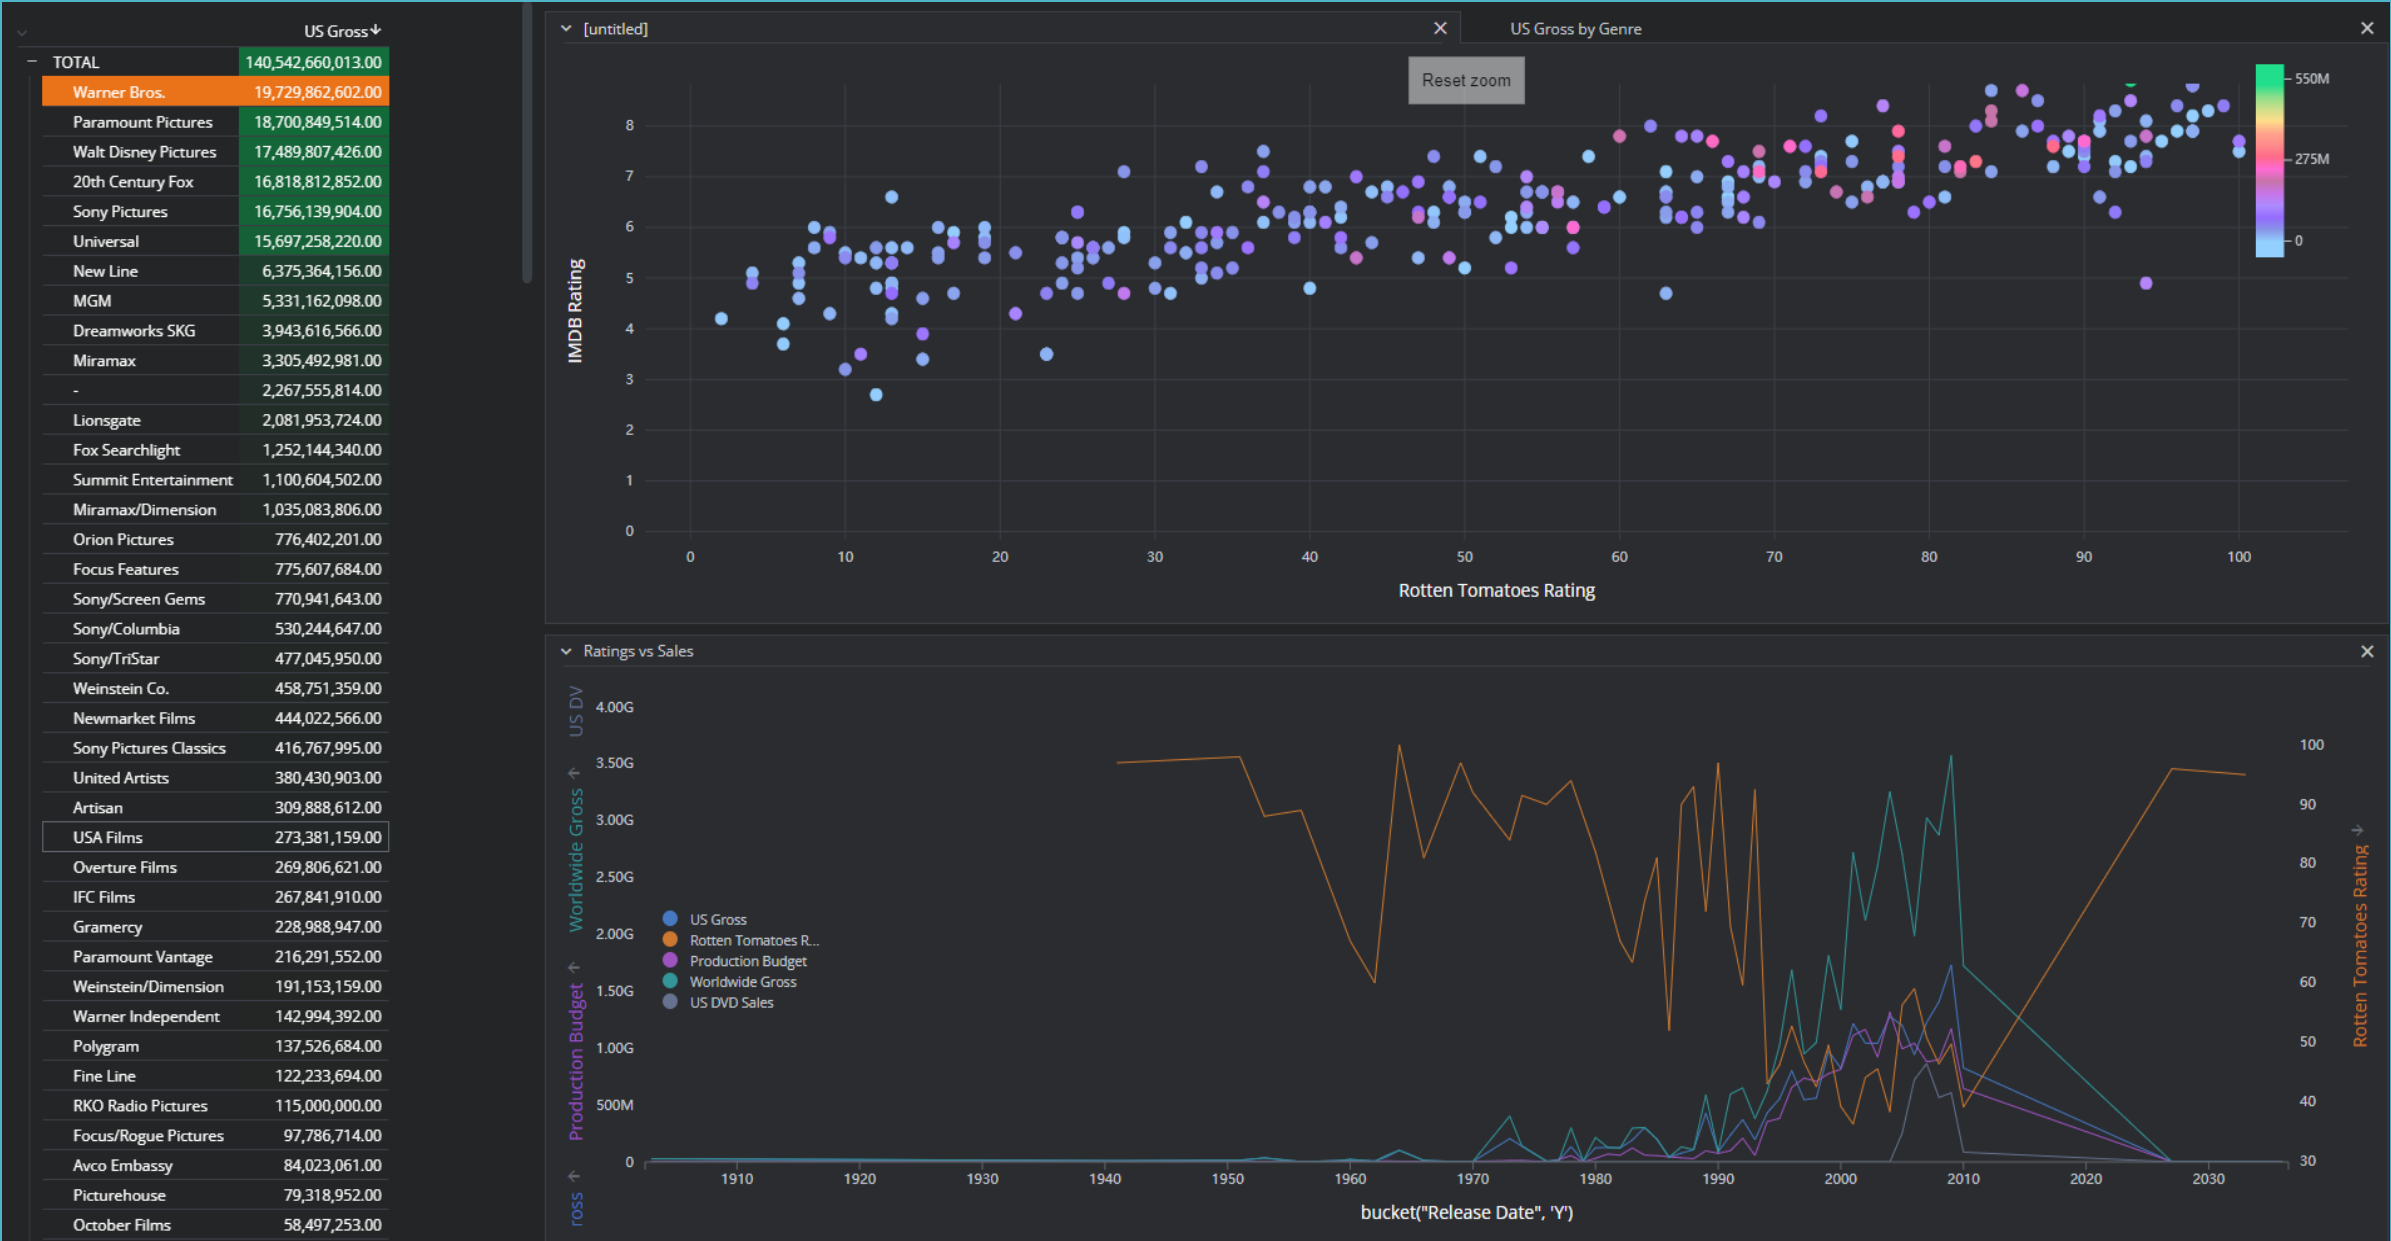 US Gross
TOTAL 140,542,660,013.00
Warner Bros. 19,729,862,602.00
Paramount Pictures 18,700,849,514.00
Walt Disney Pictures 17,489,807,426.00
20th Century Fox 16,818,812,852.00
Sony Pictures 16,756,139,904.00
Universal 15,697,258,220.00
New Line 6,375,364,156.00
MGM 5,331,162,098.00
Dreamworks SKG 3,943,616,566.00
Miramax 3,305,492,981.00
- 2,267,555,814.00
Lionsgate 2,081,953,724.00
Fox Searchlight 1,252,144,340.00
Summit Entertainment 1,100,604,502.00
Miramax/Dimension 1,035,083,806.00
Orion Pictures 776,402,201.00
Focus Features 775,607,684.00
Sony/Screen Gems 770,941,643.00
Sony/Columbia 530,244,647.00
Sony/TriStar 477,045,950.00
Weinstein Co. 458,751,359.00
Newmarket Films 444,022,566.00
Sony Pictures Classics 416,767,995.00
United Artists 380,430,903.00
Artisan 309,888,612.00
USA Films 273,381,159.00
Overture Films 269,806,621.00
IFC Films 267,841,910.00
Gramercy 228,988,947.00
Paramount Vantage 216,291,552.00
Weinstein/Dimension 191,153,159.00
Warner Independent 142,994,392.00
Polygram 137,526,684.00
Fine Line 122,233,694.00
RKO Radio Pictures 115,000,000.00
Focus/Rogue Pictures 97,786,714.00
Avco Embassy 84,023,061.00
Picturehouse 79,318,952.00
October Films 58,497,253.00
[untitled]
US Gross by Genre
Reset zoom
550M
275M
0
IMDB Rating
8
7
6
5
4
3
2
1
0
0 10 20 30 40 50 60 70 80 90 100
Rotten Tomatoes Rating
Ratings vs Sales
US DV
Worldwide Gross
Production Budget
ross
4.00G
3.50G
3.00G
2.50G
2.00G
1.50G
1.00G
500M
0
US Gross
Rotten Tomatoes R...
Production Budget
Worldwide Gross
US DVD Sales
100
90
80
70
60
50
40
30
Rotten Tomatoes Rating
1910 1920 1930 1940 1950 1960 1970 1980 1990 2000 2010 2020 2030
bucket("Release Date", 'Y')